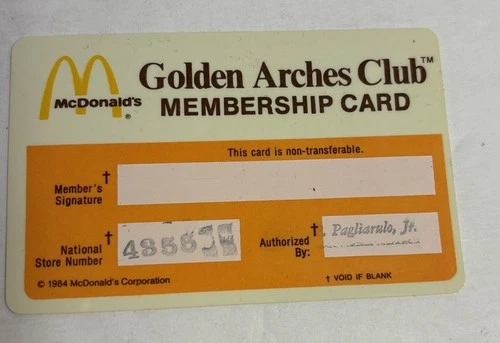 Golden Arches Club™
McDonald's®
MEMBERSHIP CARD
This card is non-transferable.
†
Member's
Signature
†
National
Store Number
†
Authorized
By:
Pagliarulo, Jr.
© 1984 McDonald's Corporation
† VOID IF BLANK